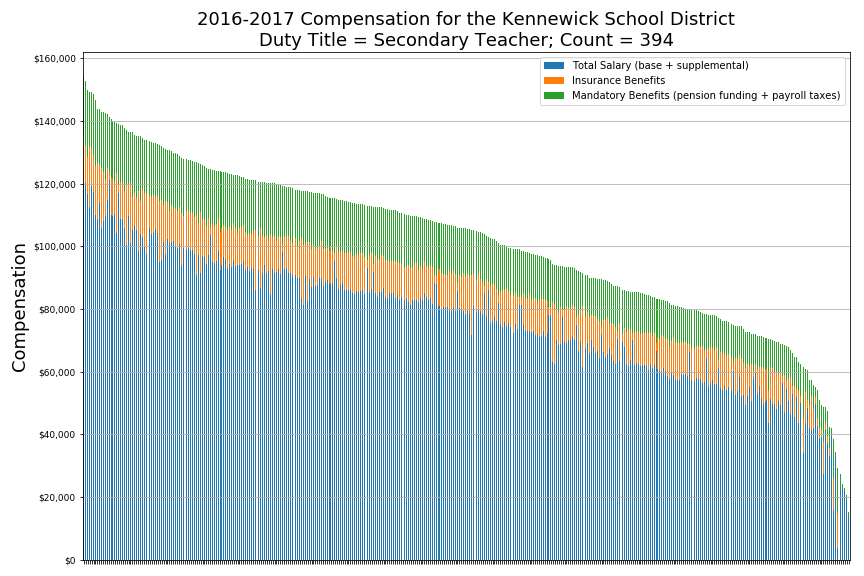 2016-2017 Compensation for the Kennewick School District
Duty Title = Secondary Teacher; Count = 394
$160,000
$140,000
$120,000
$100,000
$80,000
$60,000
$40,000
$20,000
$0
Compensation
Total Salary (base + supplemental)
Insurance Benefits
Mandatory Benefits (pension funding + payroll taxes)